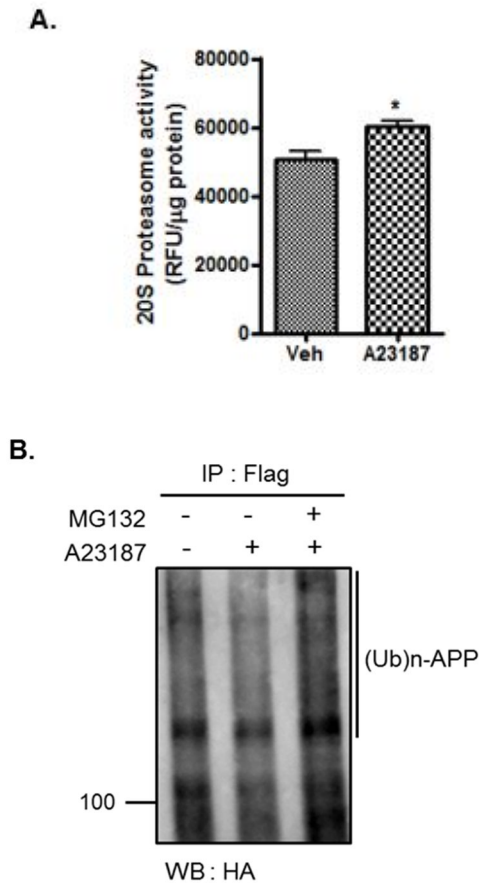 A.
20S Proteasome activity
(RFU/µg protein)
80000
60000
40000
20000
0
*
Veh A23187
B.
IP : Flag
MG132 - - +
A23187 - + +
(Ub)n-APP
100
WB : HA